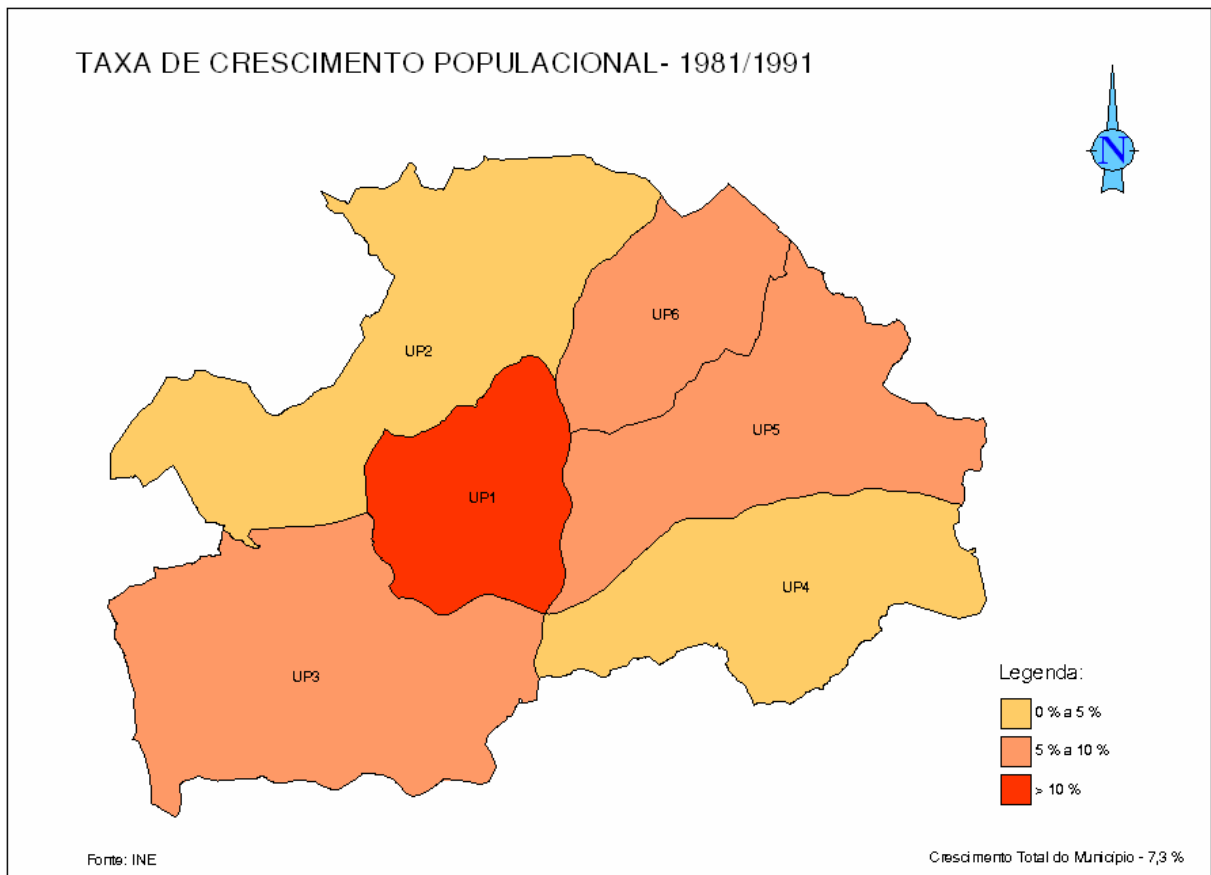 TAXA DE CRESCIMENTO POPULACIONAL- 1981/1991
N
UP6
UP2
UP5
UP1
UP4
UP3
Legenda:
0 % a 5 %
5 % a 10 %
> 10 %
Fonte: INE
Crescimento Total do Município - 7,3 %